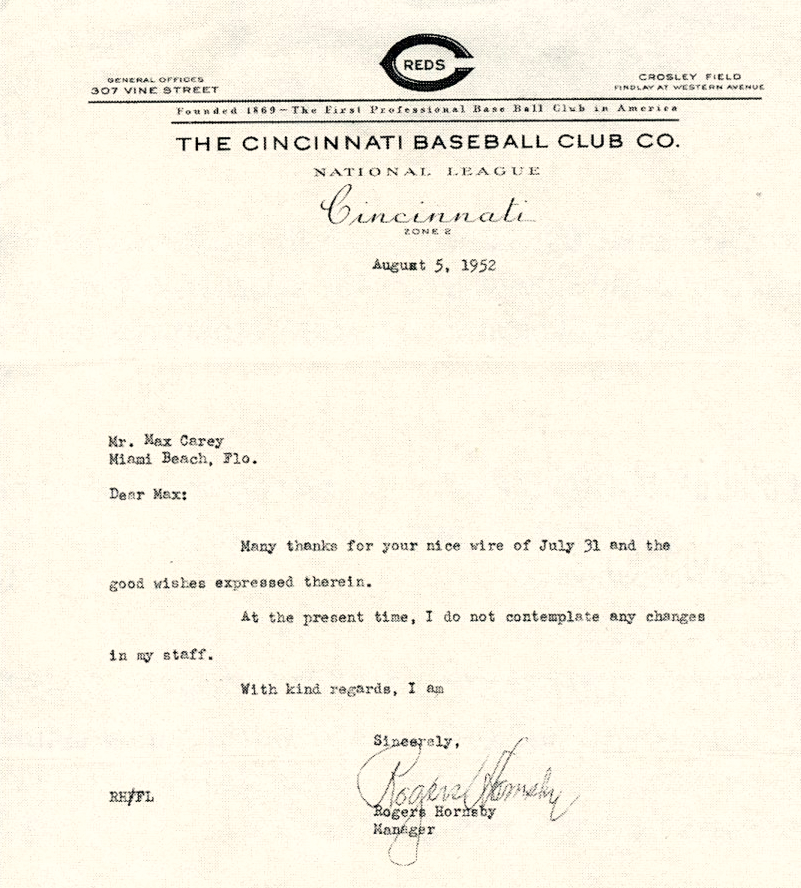 REDS
GENERAL OFFICES
307 VINE STREET
CROSLEY FIELD
FINDLAY AT WESTERN AVENUE
Founded 1869—The First Professional Base Ball Club in America
THE CINCINNATI BASEBALL CLUB CO.
NATIONAL LEAGUE
Cincinnati
ZONE 2
August 5, 1952
Mr. Max Carey
Miami Beach, Flo.
Dear Max:
Many thanks for your nice wire of July 31 and the
good wishes expressed therein.
At the present time, I do not contemplate any changes
in my staff.
With kind regards, I am
Sincerely,
Rogers Hornsby
RH/FL
Rogers Hornsby
Manager